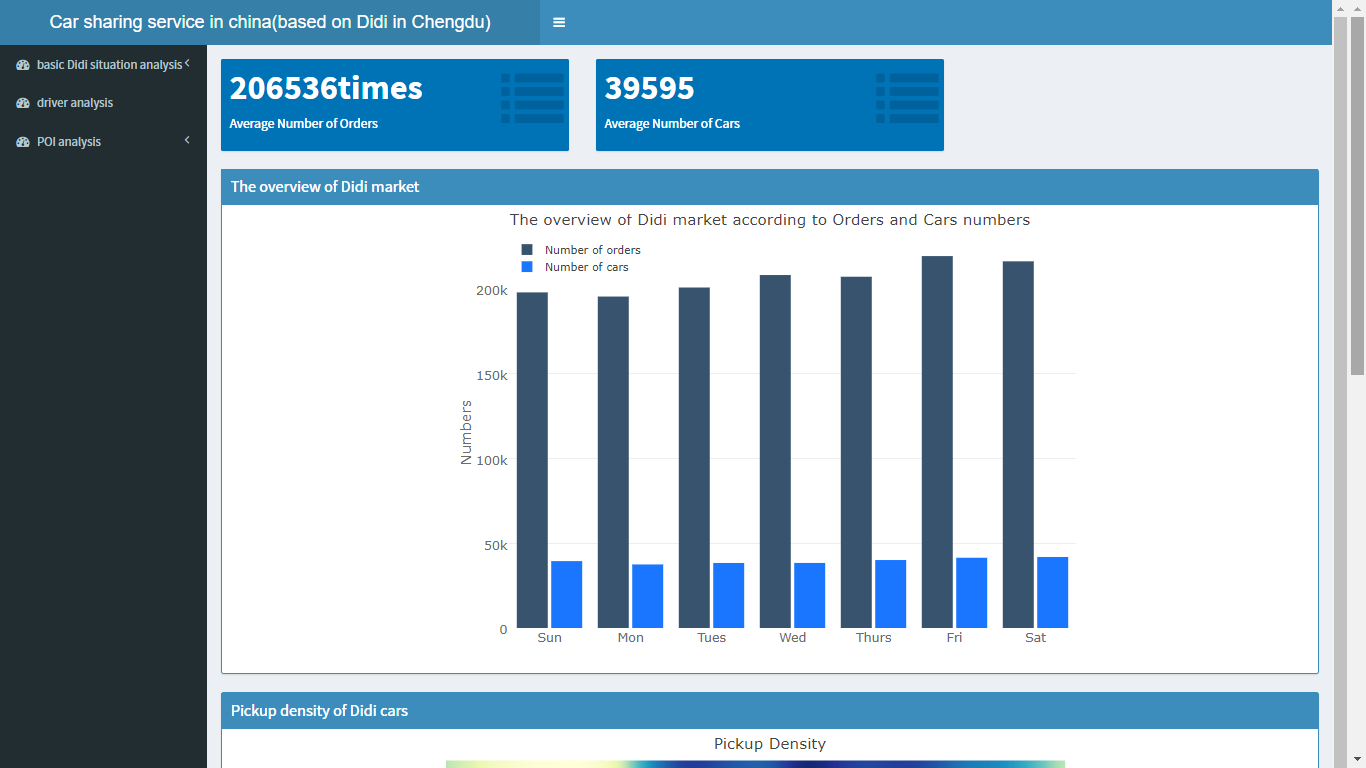 Car sharing service in china(based on Didi in Chengdu)
basic Didi situation analysis
driver analysis
POI analysis
206536times
Average Number of Orders
39595
Average Number of Cars
The overview of Didi market
The overview of Didi market according to Orders and Cars numbers
Number of orders
Number of cars
Numbers
200k
150k
100k
50k
0
Sun Mon Tues Wed Thurs Fri Sat
Pickup density of Didi cars
Pickup Density